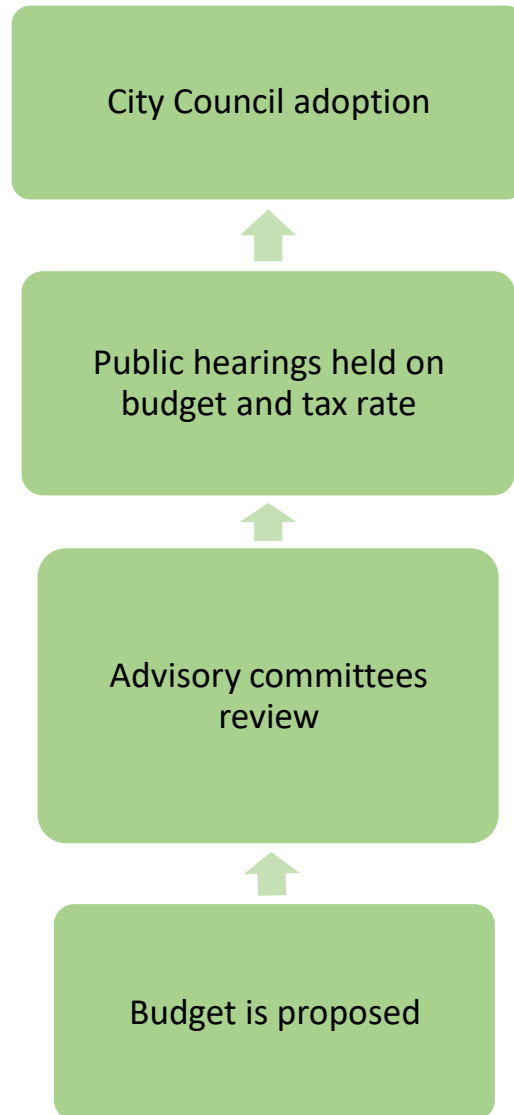 City Council adoption
Public hearings held on
budget and tax rate
Advisory committees
review
Budget is proposed